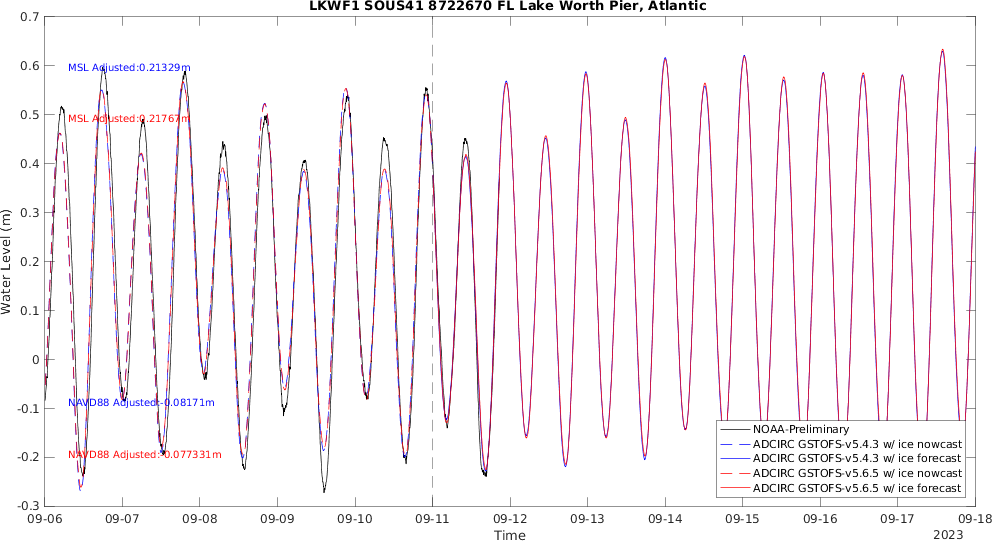 LKWF1 SOUS41 8722670 FL Lake Worth Pier, Atlantic
Water Level (m)
0.7
0.6
0.5
0.4
0.3
0.2
0.1
0
-0.1
-0.2
-0.3
MSL Adjusted:0.21329m
MSL Adjusted:0.21767m
NAVD88 Adjusted:-0.08171m
NAVD88 Adjusted:-0.077331m
NOAA-Preliminary
ADCIRC GSTOFS-v5.4.3 w/ ice nowcast
ADCIRC GSTOFS-v5.4.3 w/ ice forecast
ADCIRC GSTOFS-v5.6.5 w/ ice nowcast
ADCIRC GSTOFS-v5.6.5 w/ ice forecast
09-06 09-07 09-08 09-09 09-10 09-11 09-12 09-13 09-14 09-15 09-16 09-17 09-18
Time
2023